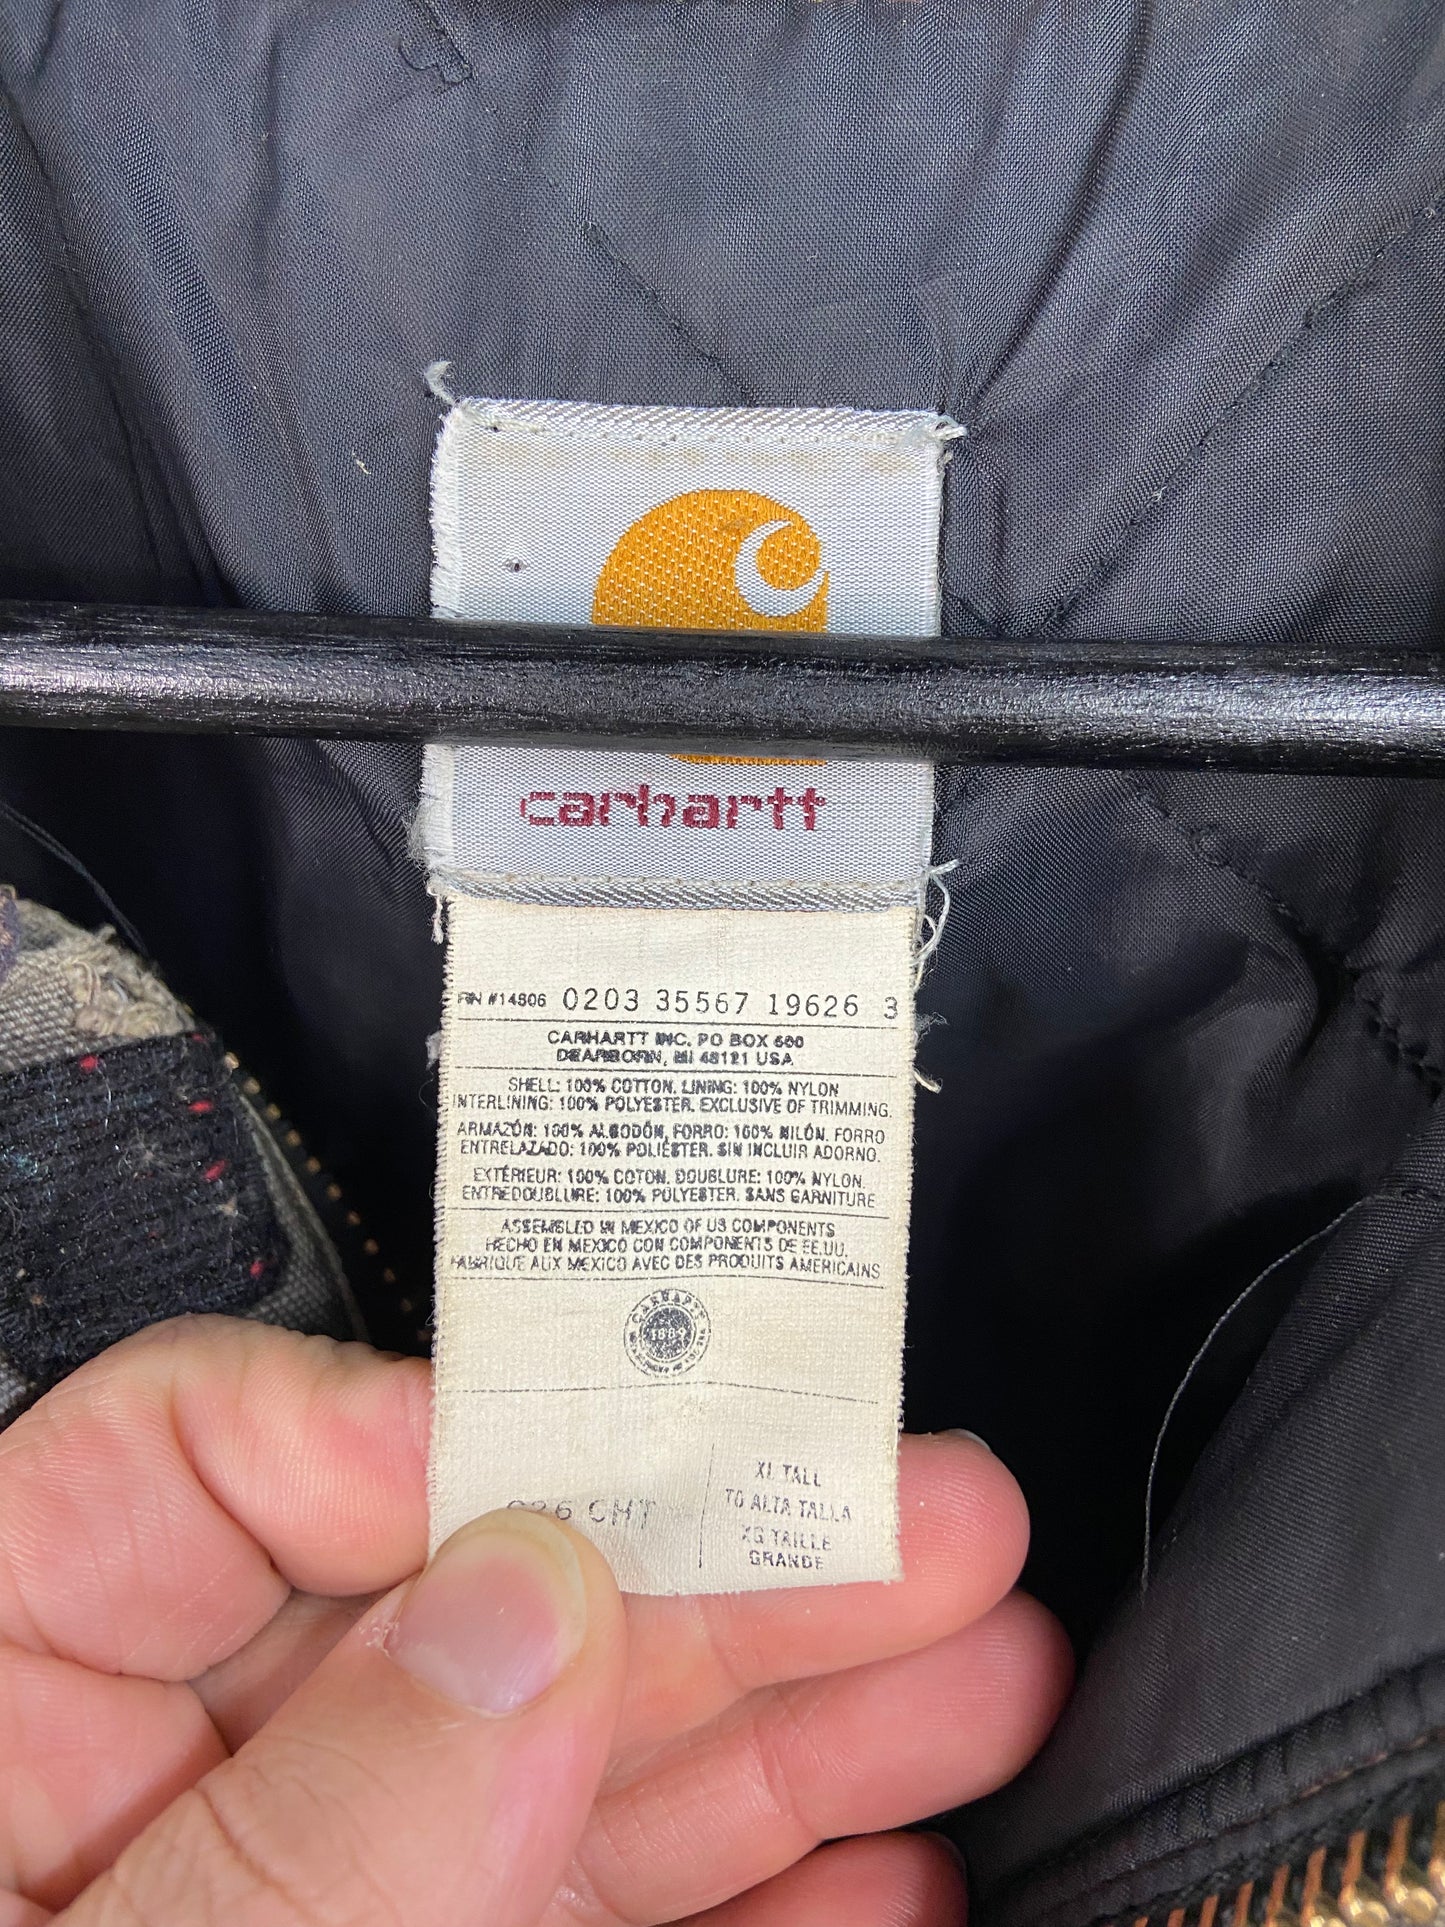 carhartt
RN #14806 0203 35567 19626 3
CARHARTT INC. PO BOX 600
DEARBORN, MI 48121 USA
SHELL: 100% COTTON. LINING: 100% NYLON
INTERLINING: 100% POLYESTER. EXCLUSIVE OF TRIMMING.
ARMAZÓN: 100% ALGODÓN, FORRO: 100% NILÓN. FORRO
ENTRELAZADO: 100% POLIÉSTER. SIN INCLUIR ADORNO.
EXTÉRIEUR: 100% COTON. DOUBLURE: 100% NYLON.
ENTREDOUBLURE: 100% POLYESTER. SANS GARNITURE
ASSEMBLED IN MEXICO OF US COMPONENTS
HECHO EN MEXICO CON COMPONENTS DE EE.UU.
FABRIQUE AUX MEXICO AVEC DES PRODUITS AMERICAINS
CARHARTT
1889
CHT
XL TALL
TO ALTA TALLA
XG TAILLE
GRANDE